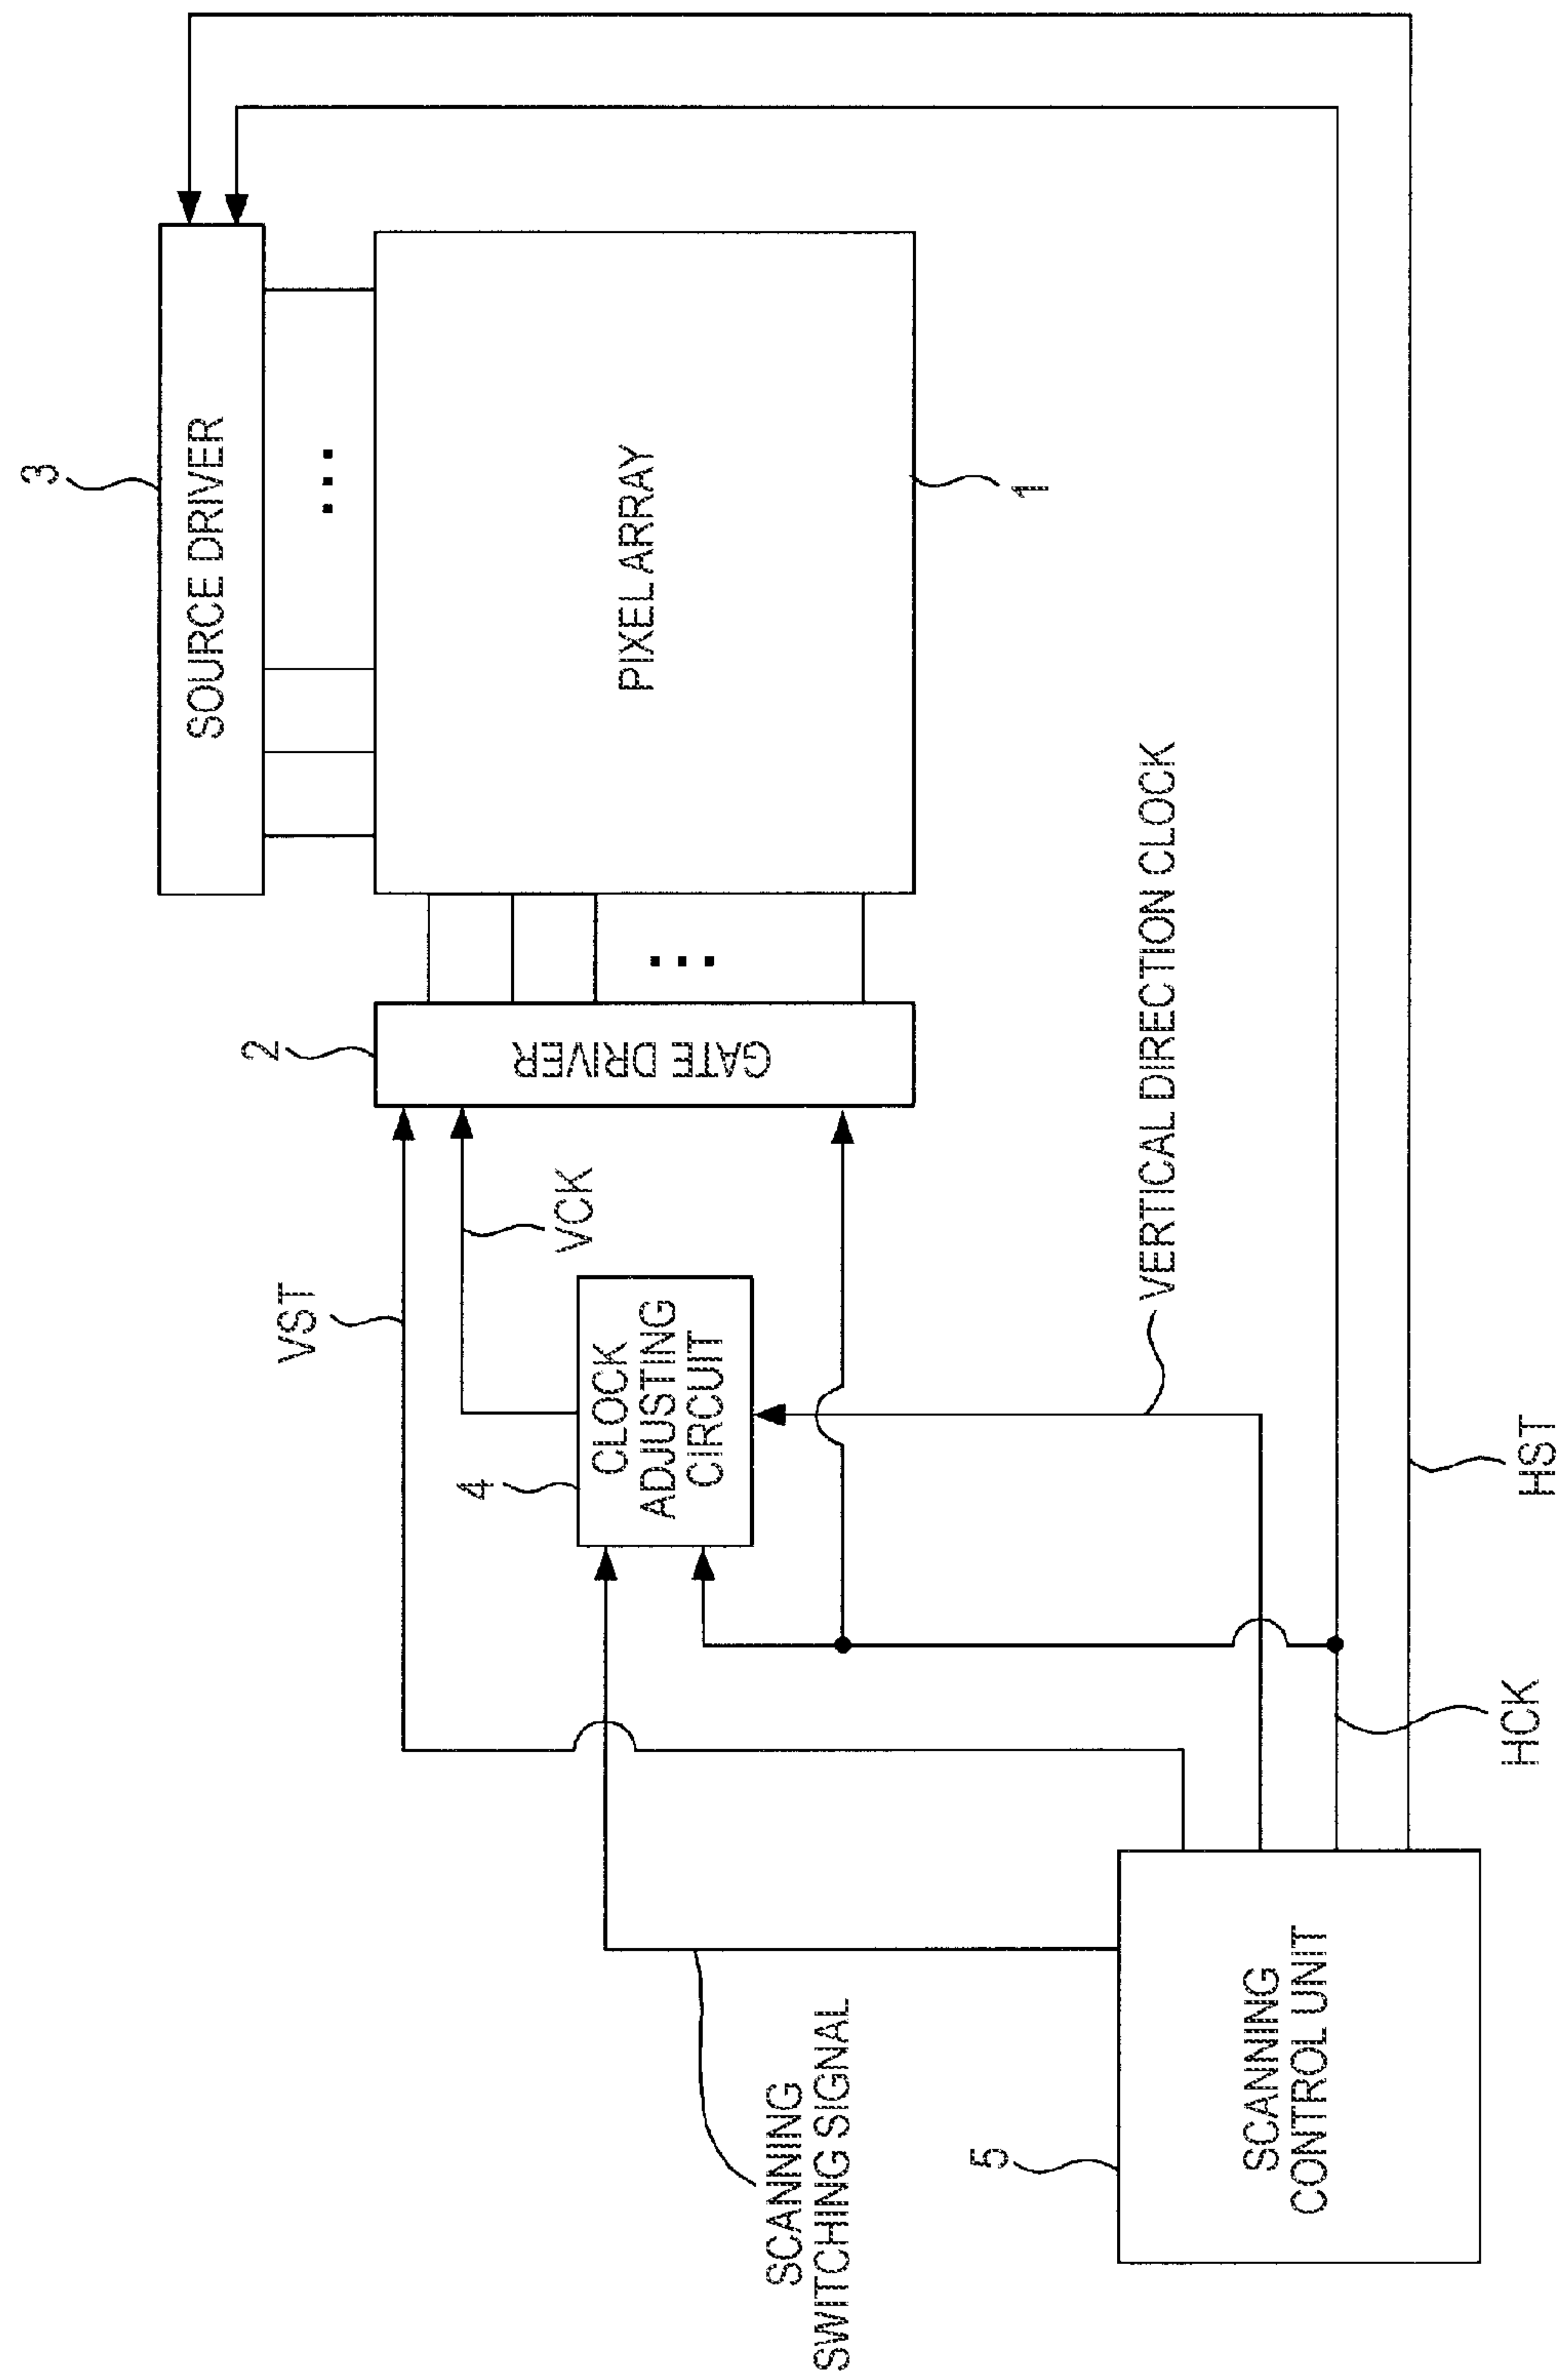 3
SOURCE DRIVER
PIXEL ARRAY
1
2
GATE DRIVER
VST
VCK
4
CLOCK
ADJUSTING
CIRCUIT
VERTICAL DIRECTION CLOCK
SCANNING
SWITCHING SIGNAL
5
SCANNING
CONTROL UNIT
HCK
HST